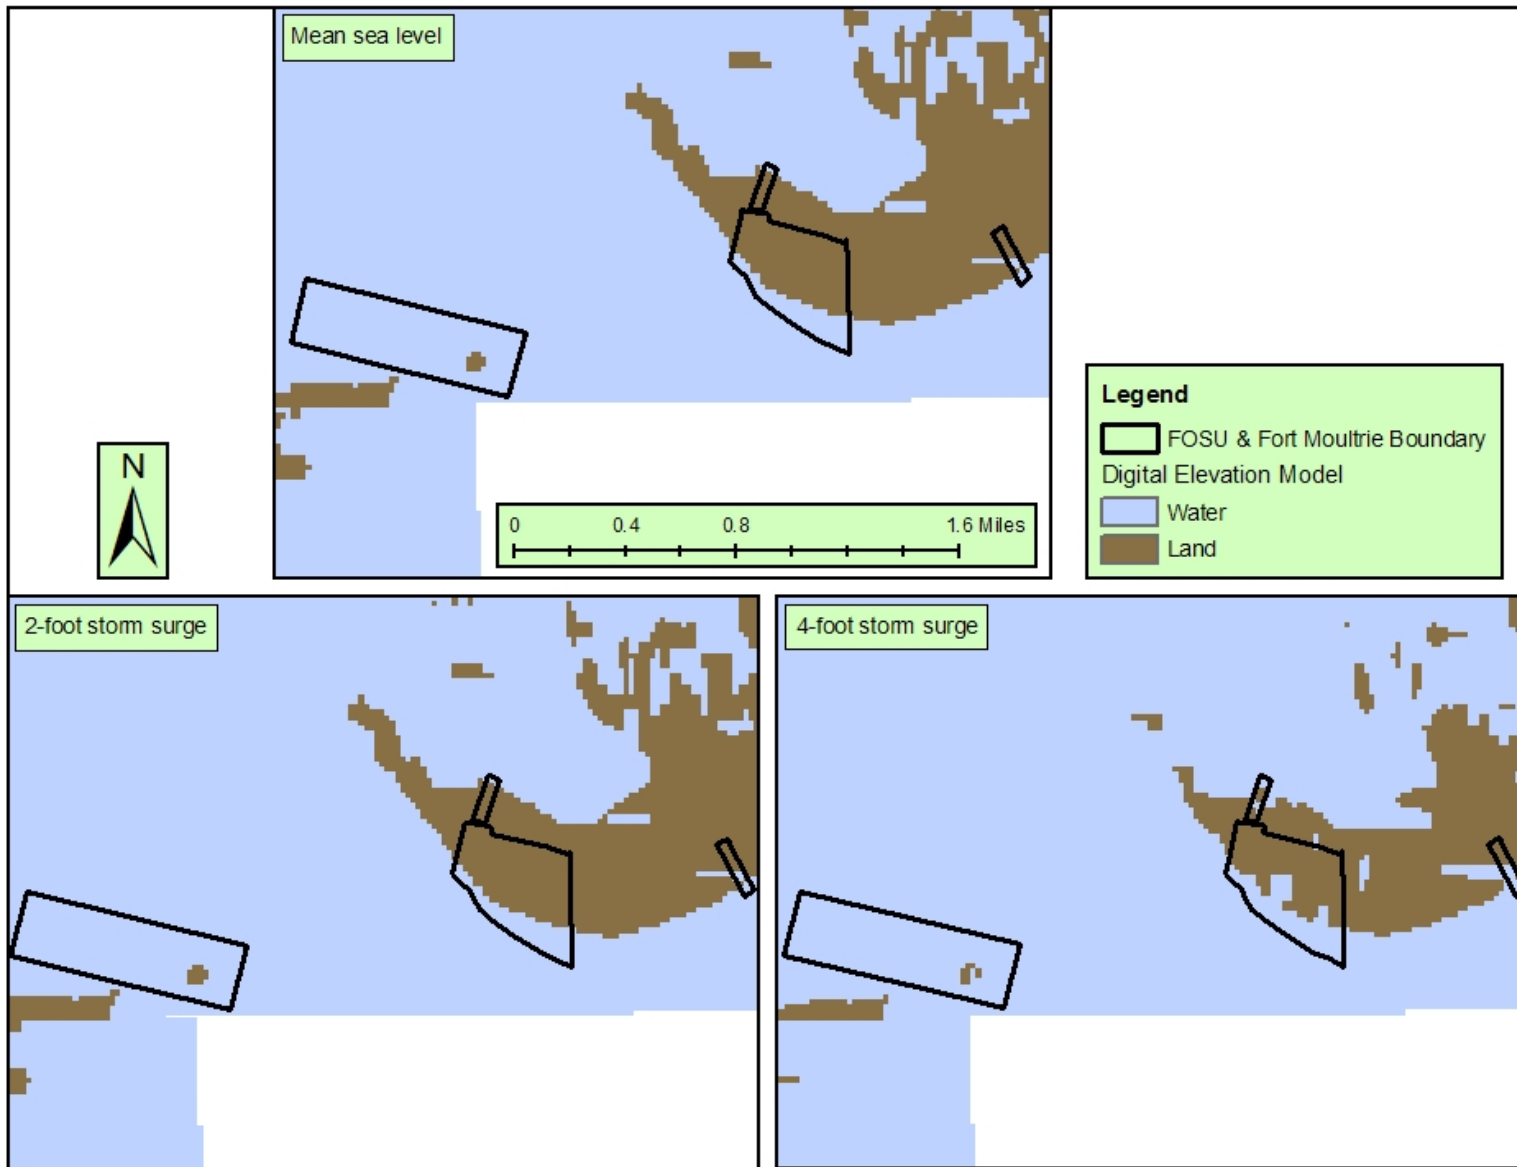 Mean sea level
Legend
FOSU & Fort Moultrie Boundary
Digital Elevation Model
Water
Land
N
0 0.4 0.8 1.6 Miles
2-foot storm surge
4-foot storm surge